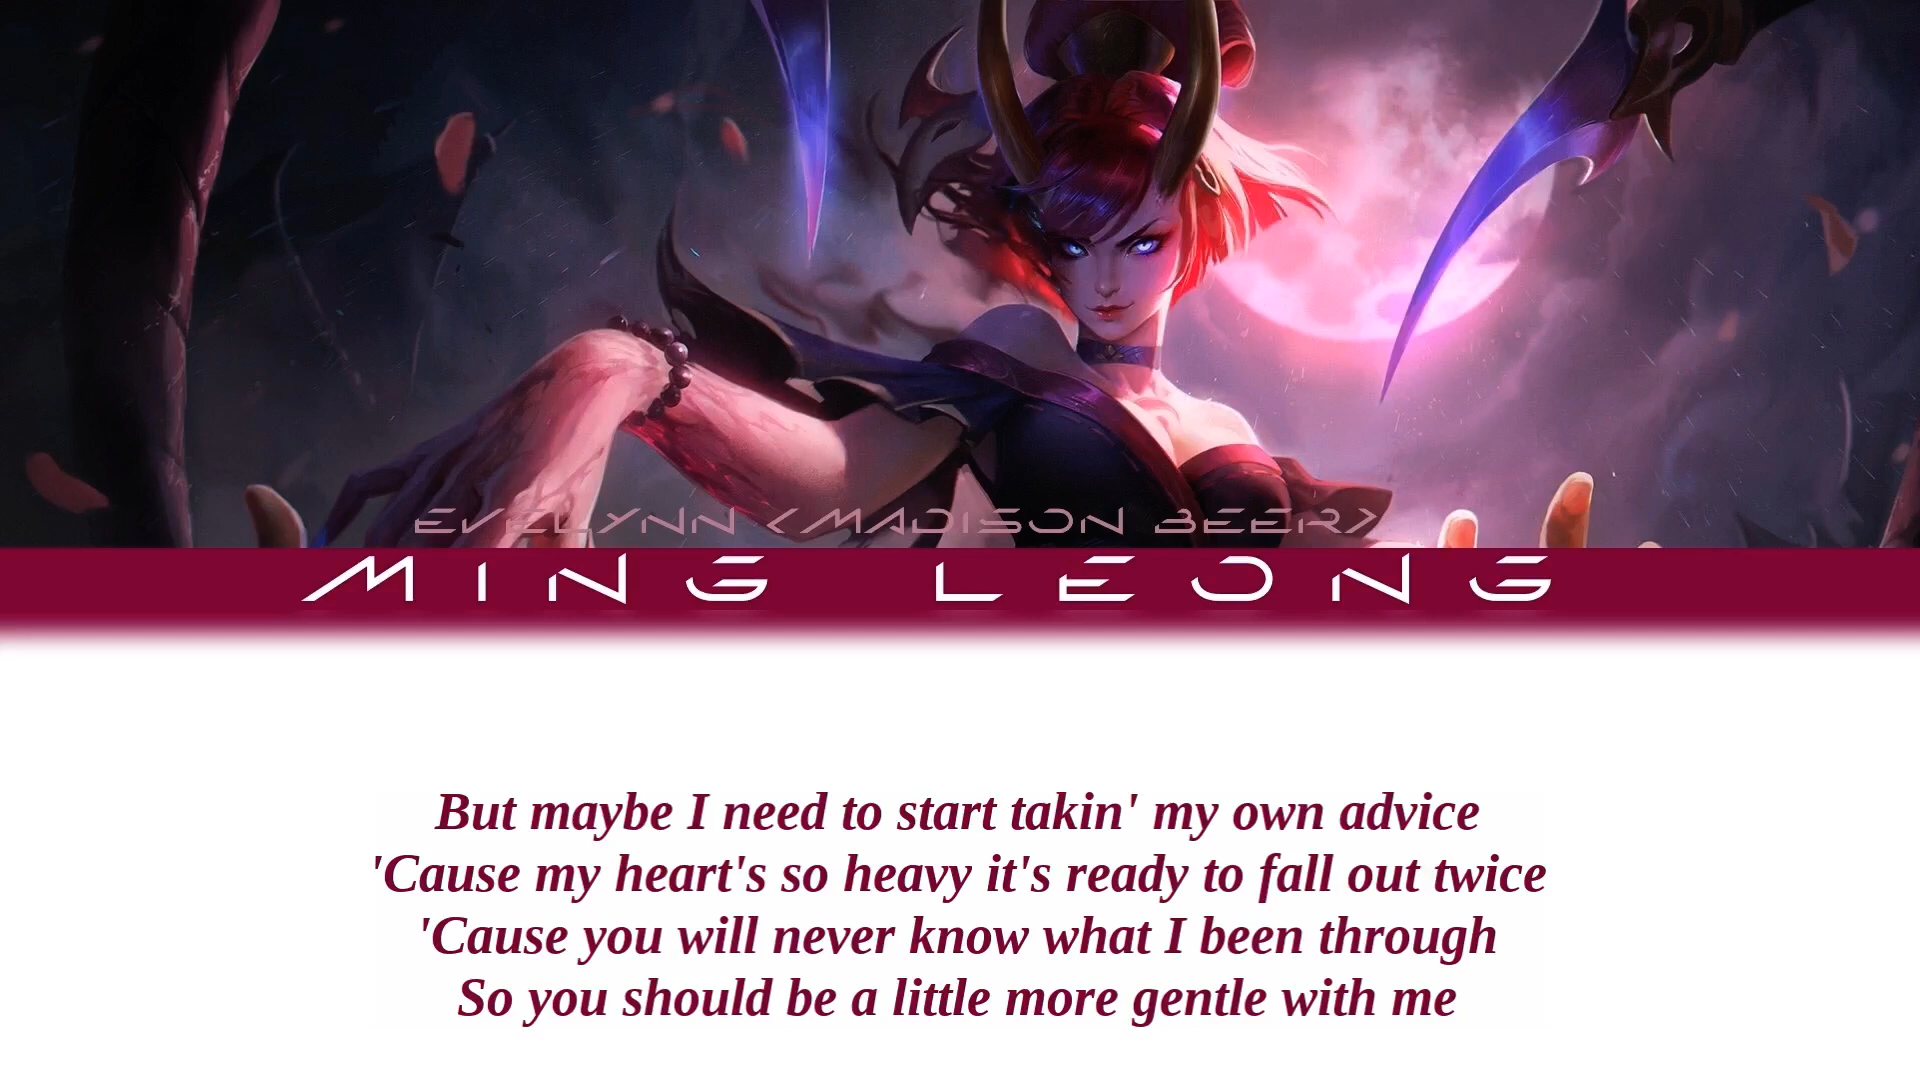 EVELYNN <MADISON BEER>
MING LEONG
But maybe I need to start takin' my own advice
'Cause my heart's so heavy it's ready to fall out twice
'Cause you will never know what I been through
So you should be a little more gentle with me